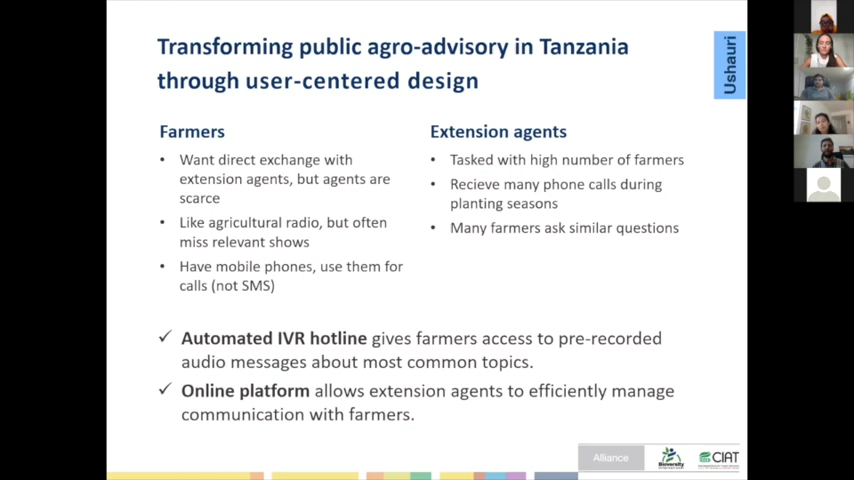 Transforming public agro-advisory in Tanzania
through user-centered design
Ushauri
Farmers
• Want direct exchange with
extension agents, but agents are
scarce
• Like agricultural radio, but often
miss relevant shows
• Have mobile phones, use them for
calls (not SMS)
Extension agents
• Tasked with high number of farmers
• Recieve many phone calls during
planting seasons
• Many farmers ask similar questions
✓ Automated IVR hotline gives farmers access to pre-recorded
audio messages about most common topics.
✓ Online platform allows extension agents to efficiently manage
communication with farmers.
Alliance
Bioversity
CIAT